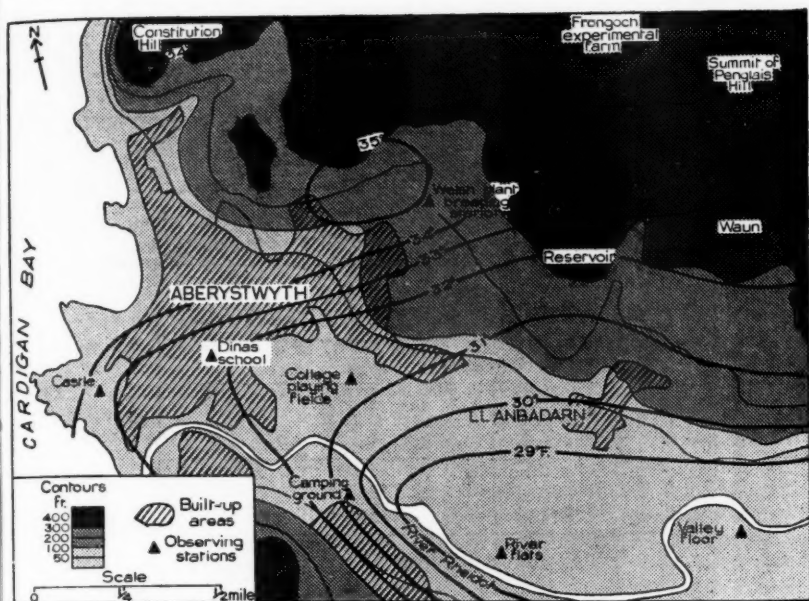 N
Constitution
Hill
34°
Frongoch
experimental
farm
Summit of
Penglais
Hill
35°
Welsh plant
breeding
station
Waun
Reservoir
34°
33°
32°
31°
ABERYSTWYTH
CARDIGAN BAY
Dinas
school
Castle
College
playing
fields
30°
LLANBADARN
29°F.
Camping
ground
River Rheidol
River
flats
Valley
floor
Contours
ft.
400
300
200
100
50
Built-up
areas
Observing
stations
Scale
0 1/4 1/2 mile